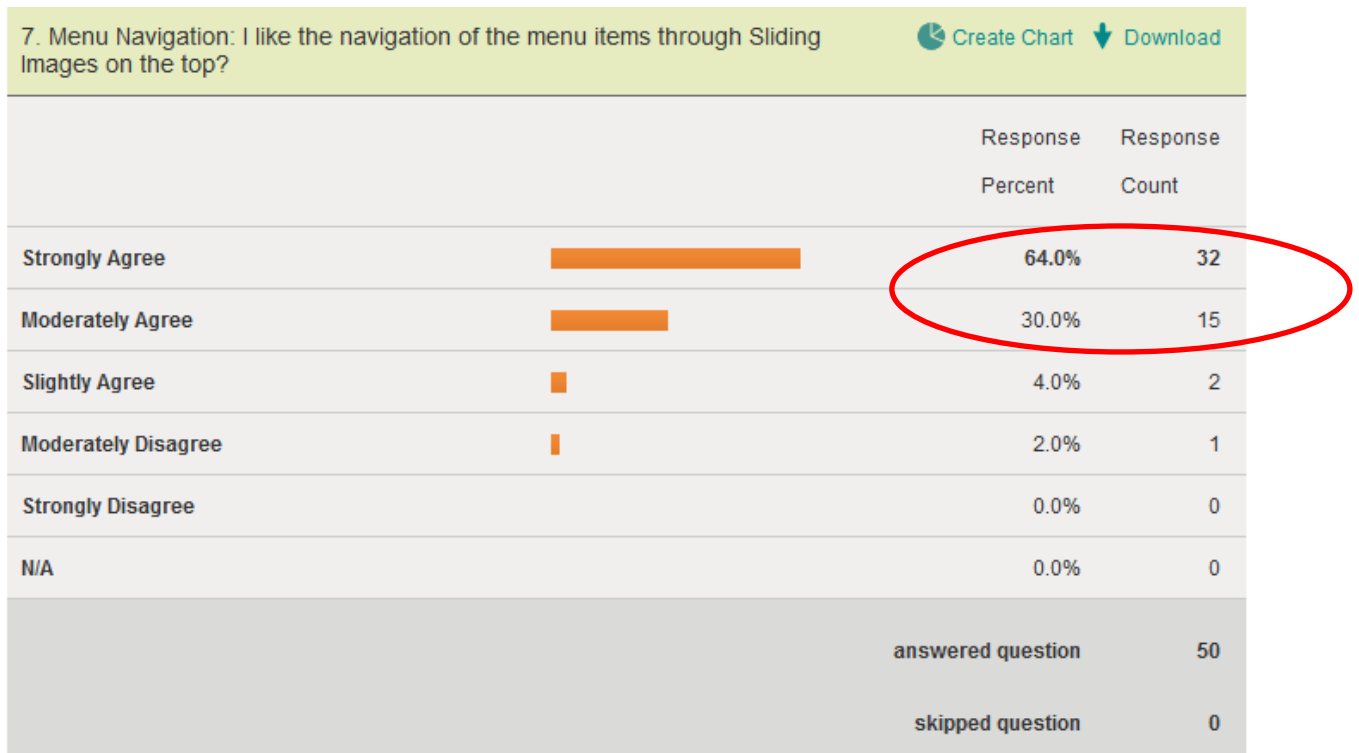 7. Menu Navigation: I like the navigation of the menu items through Sliding
Images on the top?
Create Chart Download
Response Response
Percent Count
Strongly Agree 64.0% 32
Moderately Agree 30.0% 15
Slightly Agree 4.0% 2
Moderately Disagree 2.0% 1
Strongly Disagree 0.0% 0
N/A 0.0% 0
answered question 50
skipped question 0